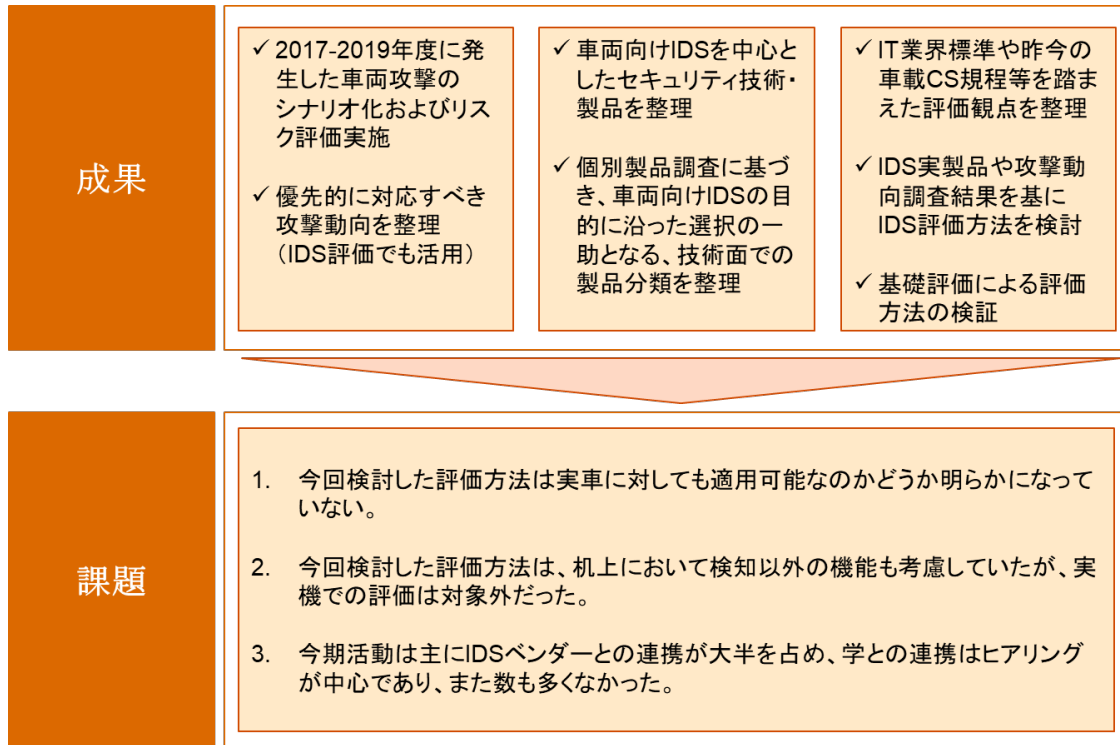 成果
✓ 2017-2019年度に発
生した車両攻撃の
シナリオ化およびリス
ク評価実施
✓ 優先的に対応すべき
攻撃動向を整理
（IDS評価でも活用）
✓ 車両向けIDSを中心と
したセキュリティ技術・
製品を整理
✓ 個別製品調査に基づ
き、車両向けIDSの目
的に沿った選択の一
助となる、技術面での
製品分類を整理
✓ IT業界標準や昨今の
車載CS規程等を踏ま
えた評価観点を整理
✓ IDS実製品や攻撃動
向調査結果を基に
IDS評価方法を検討
✓ 基礎評価による評価
方法の検証
課題
1. 今回検討した評価方法は実車に対しても適用可能なのかどうか明らかになって
いない。
2. 今回検討した評価方法は、机上において検知以外の機能も考慮していたが、実
機での評価は対象外だった。
3. 今期活動は主にIDSベンダーとの連携が大半を占め、学との連携はヒアリング
が中心であり、また数も多くなかった。